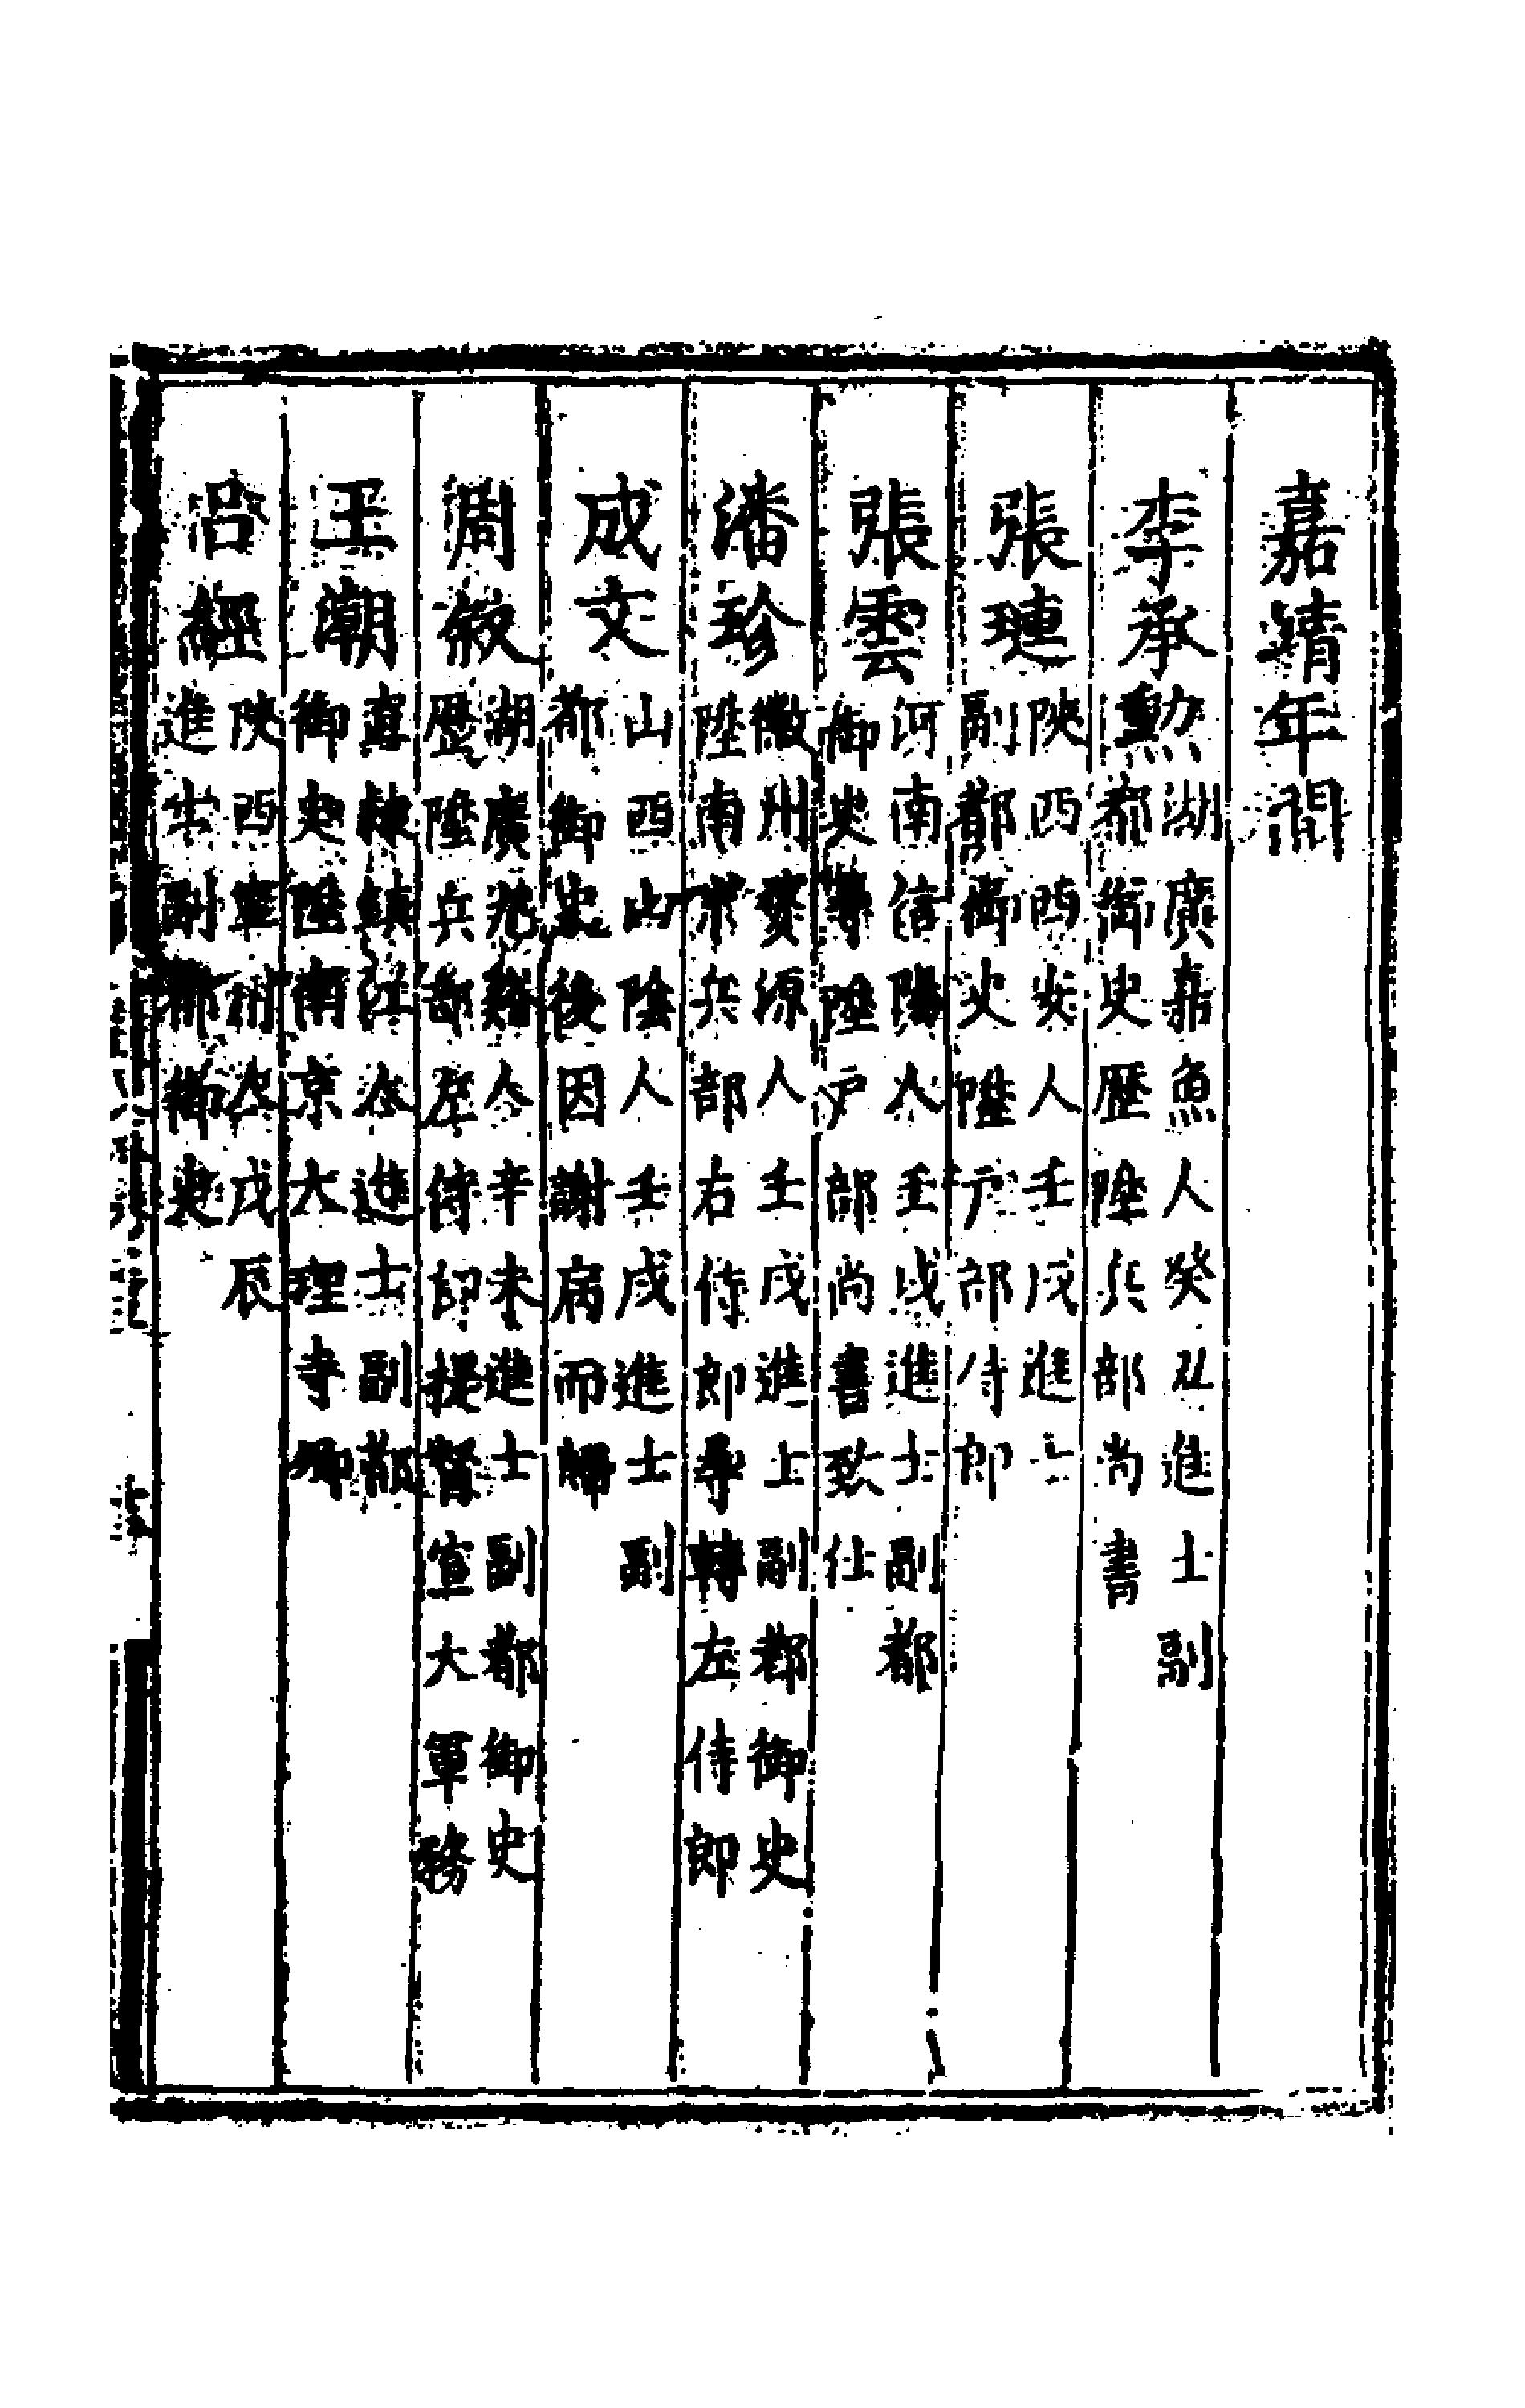 嘉靖年間
李承勲湖廣嘉魚人癸丑進士副
都御史歷陞兵部尚書
張璉陜西西安人壬戌進士
副都御史陞戶部侍郎
張雲河南信陽人壬戌進士副都
御史尋陞戶部尚書致仕
潘珍徽州婺源人壬戌進士副都御史
陞南京兵部右侍郎尋轉左侍郎
成文山西山陰人壬戌進士副
都御史後因謝病而歸
周叙湖廣人辛未進士副都御史
歷陞兵部左侍郎提督宣大軍務
王潮直隸鎮江人進士副都
御史陞南京大理寺卿
呂經陜西寧州人戊辰
進士副都御史